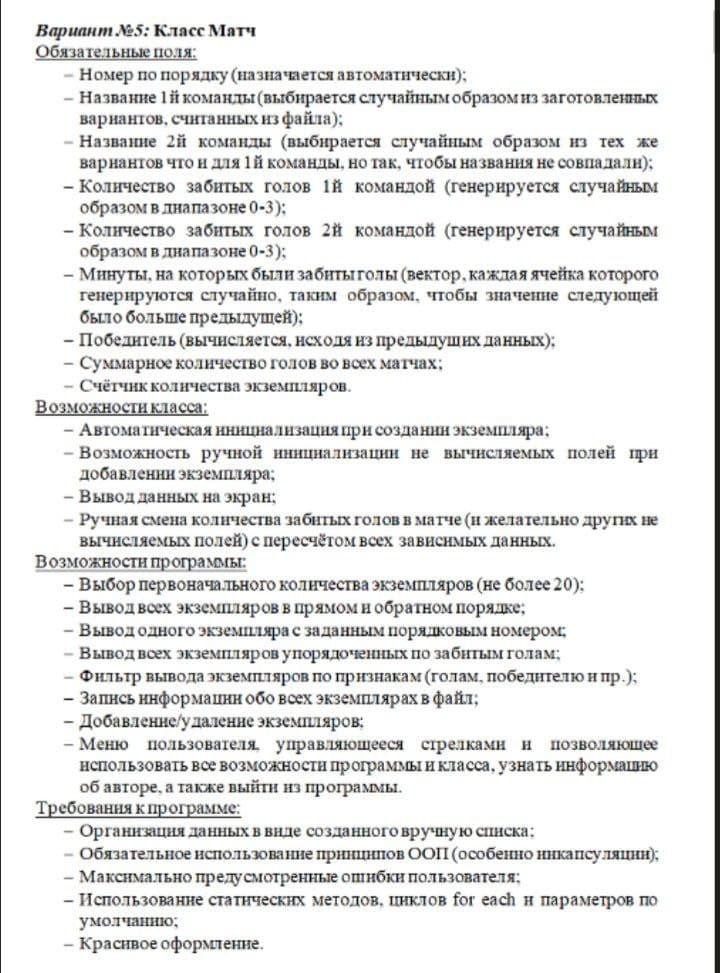 Вариант №5: Класс Матч
Обязательные поля:
– Номер по порядку (назначается автоматически);
– Название 1й команды (выбирается случайным образом из заготовленных
вариантов, считанных из файла);
– Название 2й команды (выбирается случайным образом из тех же
вариантов что и для 1й команды, но так, чтобы названия не совпадали);
– Количество забитых голов 1й командой (генерируется случайным
образом в диапазоне 0-3);
– Количество забитых голов 2й командой (генерируется случайным
образом в диапазоне 0-3);
– Минуты, на которых были забиты голы (вектор, каждая ячейка которого
генерируются случайно, таким образом, чтобы значение следующей
было больше предыдущей);
– Победитель (вычисляется, исходя из предыдущих данных);
– Суммарное количество голов во всех матчах;
– Счётчик количества экземпляров.
Возможности класса:
– Автоматическая инициализация при создании экземпляра;
– Возможность ручной инициализации не вычисляемых полей при
добавлении экземпляра;
– Вывод данных на экран;
– Ручная смена количества забитых голов в матче (и желательно других не
вычисляемых полей) с пересчётом всех зависимых данных.
Возможности программы:
– Выбор первоначального количества экземпляров (не более 20);
– Вывод всех экземпляров в прямом и обратном порядке;
– Вывод одного экземпляра с заданным порядковым номером;
– Вывод всех экземпляров упорядоченных по забитым голам;
– Фильтр вывода экземпляров по признакам (голам, победителю и пр.);
– Запись информации обо всех экземплярах в файл;
– Добавление/удаление экземпляров;
– Меню пользователя, управляющееся стрелками и позволяющее
использовать все возможности программы и класса, узнать информацию
об авторе, а также выйти из программы.
Требования к программе:
– Организация данных в виде созданного вручную списка;
– Обязательное использование принципов ООП (особенно инкапсуляции);
– Максимально предусмотренные ошибки пользователя;
– Использование статических методов, циклов for each и параметров по
умолчанию;
– Красивое оформление.